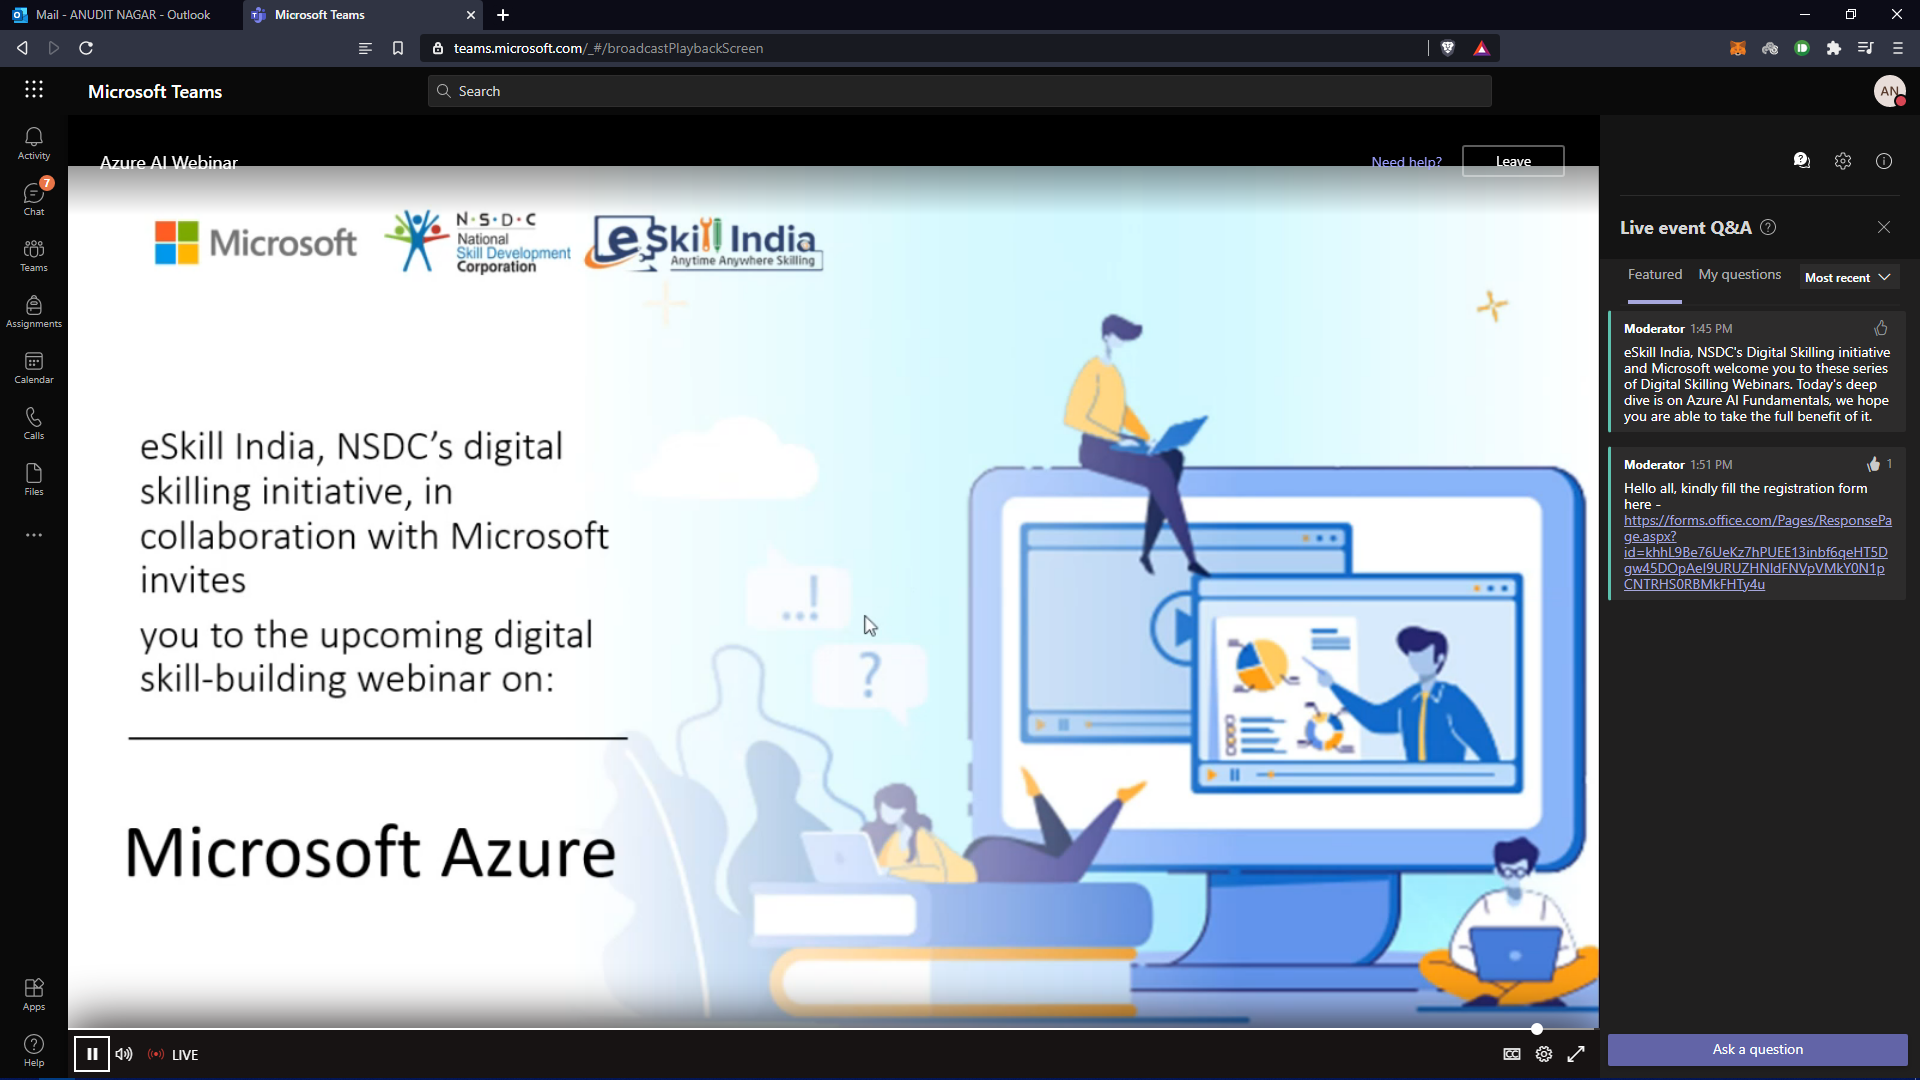 Mail - ANUDIT NAGAR - Outlook
Microsoft Teams
teams.microsoft.com/_#/broadcastPlaybackScreen
Microsoft Teams
Search
AN
Activity
7
Chat
Teams
Assignments
Calendar
Calls
Files
Apps
Help
Azure AI Webinar
Need help?
Leave
Microsoft
N·S·D·C
National
Skill Development
Corporation
eSkill India
Anytime Anywhere Skilling
eSkill India, NSDC’s digital
skilling initiative, in
collaboration with Microsoft
invites
you to the upcoming digital
skill-building webinar on:
Microsoft Azure
...!
?
LIVE
Live event Q&A
Featured
My questions
Most recent
Moderator 1:45 PM
eSkill India, NSDC's Digital Skilling initiative
and Microsoft welcome you to these series
of Digital Skilling Webinars. Today's deep
dive is on Azure AI Fundamentals, we hope
you are able to take the full benefit of it.
Moderator 1:51 PM
1
Hello all, kindly fill the registration form
here -
https://forms.office.com/Pages/ResponsePa
ge.aspx?
id=khhL9Be76UeKz7hPUEE13inbf6qeHT5D
gw45DOpAeI9URUZHNldFNVpVMkY0N1p
CNTRHS0RBMkFHTy4u
Ask a question